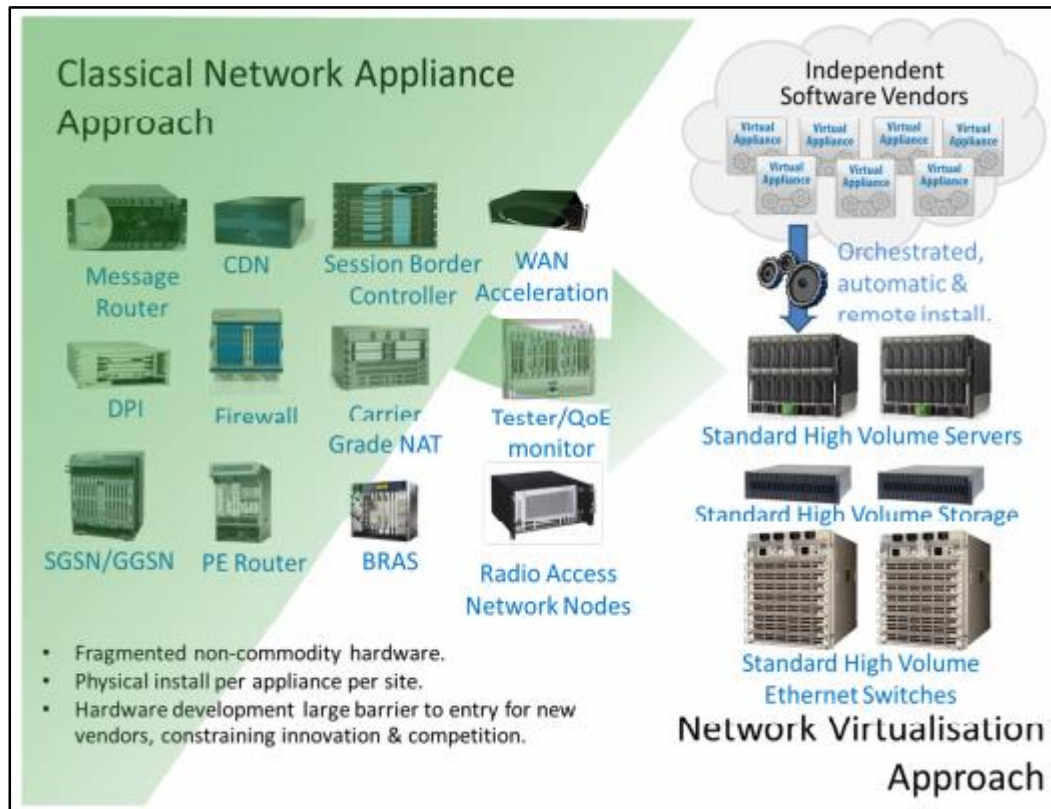 Classical Network Appliance
Approach
Message
Router
CDN
Session Border
Controller
WAN
Acceleration
DPI
Firewall
Carrier
Grade NAT
Tester/QoE
monitor
SGSN/GGSN
PE Router
BRAS
Radio Access
Network Nodes
• Fragmented non-commodity hardware.
• Physical install per appliance per site.
• Hardware development large barrier to entry for new
vendors, constraining innovation & competition.
Independent
Software Vendors
Virtual
Appliance
Virtual
Appliance
Virtual
Appliance
Virtual
Appliance
Virtual
Appliance
Virtual
Appliance
Virtual
Appliance
Orchestrated,
automatic &
remote install.
Standard High Volume Servers
Standard High Volume Storage
Standard High Volume
Ethernet Switches
Network Virtualisation
Approach